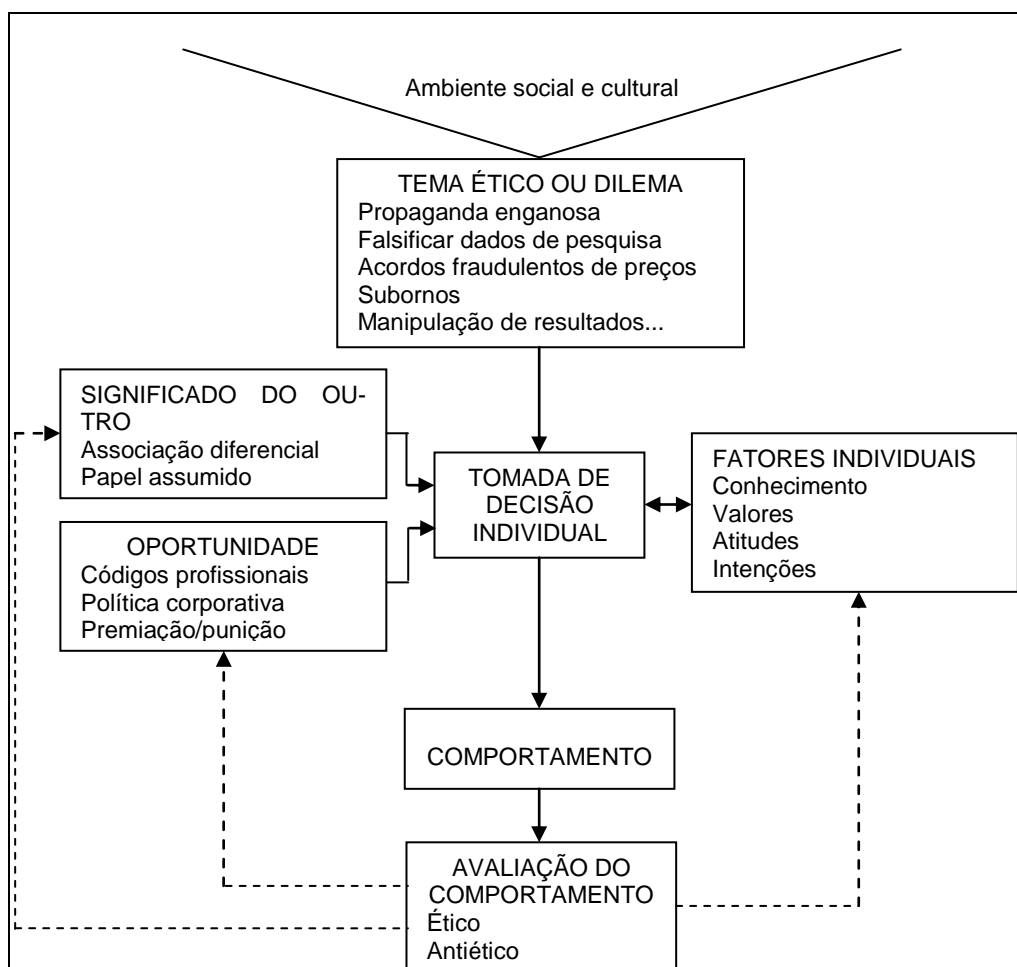 Ambiente social e cultural
TEMA ÉTICO OU DILEMA
Propaganda enganosa
Falsificar dados de pesquisa
Acordos fraudulentos de preços
Subornos
Manipulação de resultados...
SIGNIFICADO DO OU-
TRO
Associação diferencial
Papel assumido
OPORTUNIDADE
Códigos profissionais
Política corporativa
Premiação/punição
TOMADA DE
DECISÃO
INDIVIDUAL
FATORES INDIVIDUAIS
Conhecimento
Valores
Atitudes
Intenções
COMPORTAMENTO
AVALIAÇÃO DO
COMPORTAMENTO
Ético
Antiético